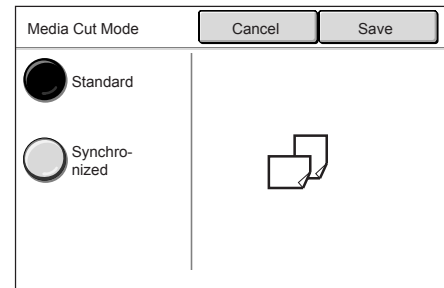 Media Cut Mode
Cancel
Save
Standard
Synchro-
nized